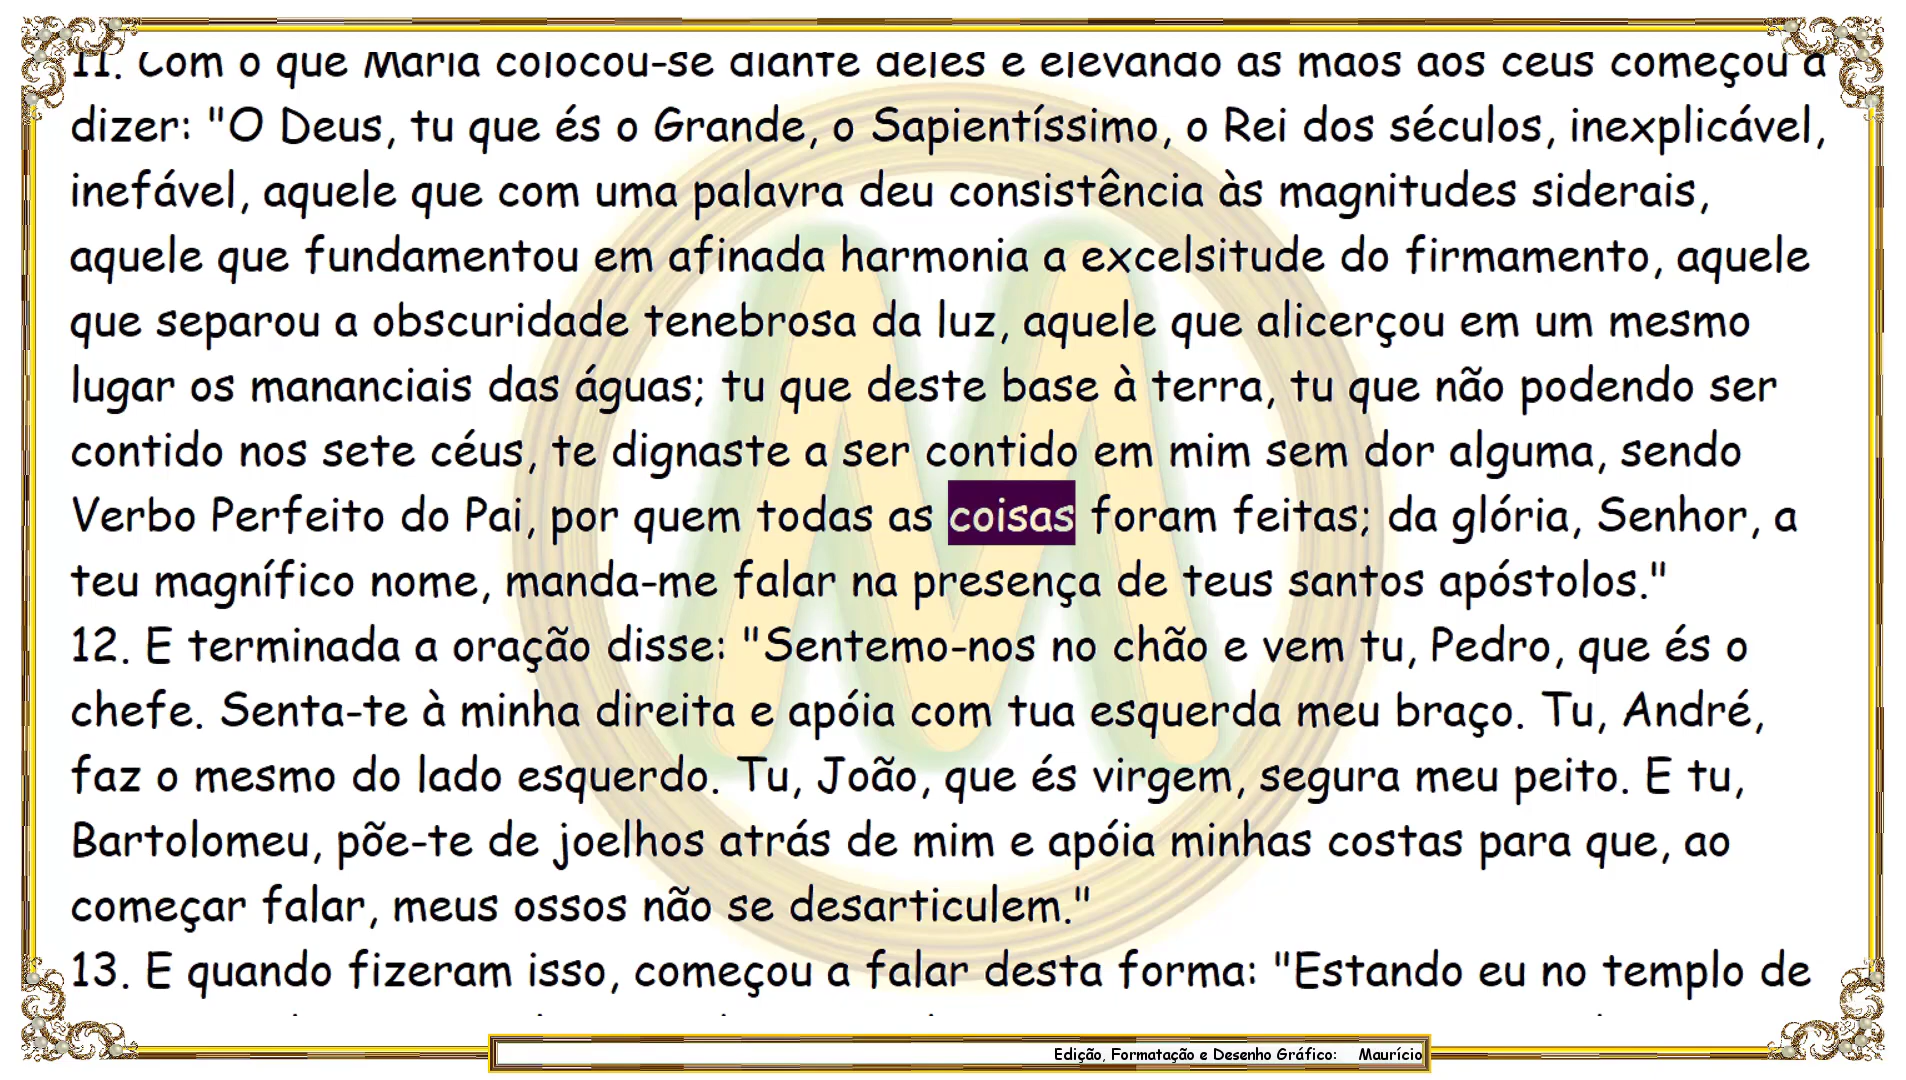 11. Com o que Maria colocou-se diante deles e elevando as mãos aos céus começou a
dizer: "O Deus, tu que és o Grande, o Sapientíssimo, o Rei dos séculos, inexplicável,
inefável, aquele que com uma palavra deu consistência às magnitudes siderais,
aquele que fundamentou em afinada harmonia a excelsitude do firmamento, aquele
que separou a obscuridade tenebrosa da luz, aquele que alicerçou em um mesmo
lugar os mananciais das águas; tu que deste base à terra, tu que não podendo ser
contido nos sete céus, te dignaste a ser contido em mim sem dor alguma, sendo
Verbo Perfeito do Pai, por quem todas as coisas foram feitas; da glória, Senhor, a
teu magnífico nome, manda-me falar na presença de teus santos apóstolos."
12. E terminada a oração disse: "Sentemo-nos no chão e vem tu, Pedro, que és o
chefe. Senta-te à minha direita e apóia com tua esquerda meu braço. Tu, André,
faz o mesmo do lado esquerdo. Tu, João, que és virgem, segura meu peito. E tu,
Bartolomeu, põe-te de joelhos atrás de mim e apóia minhas costas para que, ao
começar falar, meus ossos não se desarticulem."
13. E quando fizeram isso, começou a falar desta forma: "Estando eu no templo de
Edição, Formatação e Desenho Gráfico: Maurício